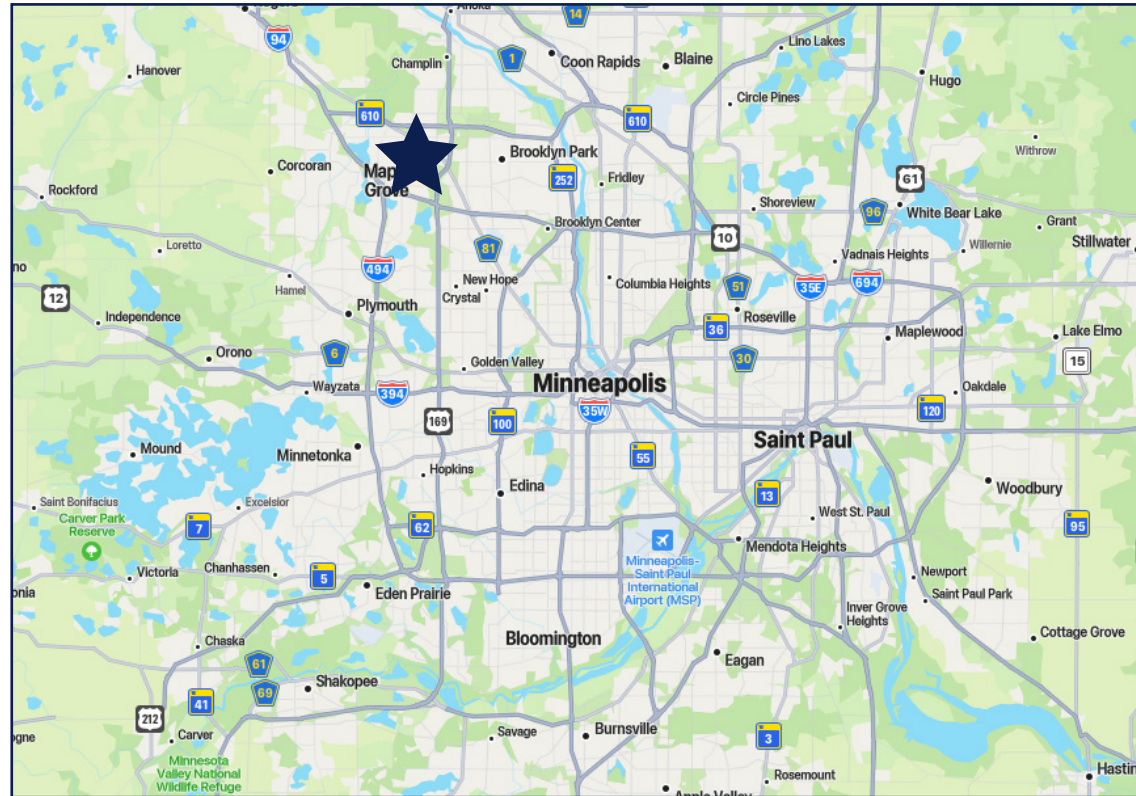 Anoka
14
94
Lino Lakes
Champlin
1
Coon Rapids
Blaine
Hanover
Hugo
Circle Pines
610
610
Withrow
Brooklyn Park
Corcoran
Map
Grove
252
Fridley
61
Rockford
Shoreview
96
White Bear Lake
Grant
Brooklyn Center
10
Stillwater
81
Willernie
Loretto
Vadnais Heights
494
New Hope
Columbia Heights
51
35E
694
Hamel
Crystal
12
Plymouth
Roseville
Independence
36
Maplewood
Lake Elmo
6
Orono
Golden Valley
30
15
Minneapolis
Wayzata
394
35W
Oakdale
169
100
120
Saint Paul
Mound
Minnetonka
55
Hopkins
Edina
13
Woodbury
Saint Bonifacius
Excelsior
Carver Park
Reserve
7
62
West St. Paul
95
Mendota Heights
Minneapolis-
Saint Paul
International
Airport (MSP)
Victoria
Chanhassen
5
Eden Prairie
Newport
Saint Paul Park
Inver Grove
Heights
Bloomington
Chaska
Cottage Grove
61
Eagan
69
Shakopee
41
212
Carver
Savage
Burnsville
3
Minnesota
Valley National
Wildlife Refuge
Rosemount
Hastin
Apple Valley